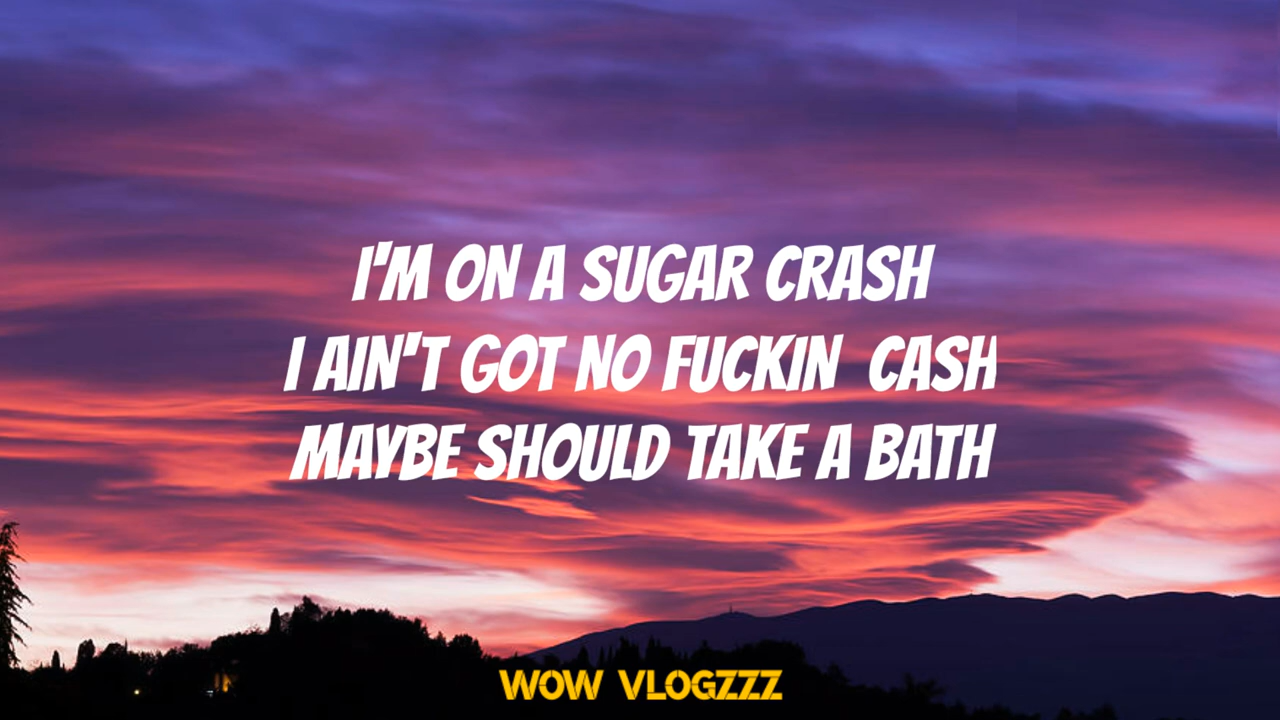 I'M ON A SUGAR CRASH
I AIN'T GOT NO FUCKIN  CASH
MAYBE SHOULD TAKE A BATH
WOW VLOGZZZ